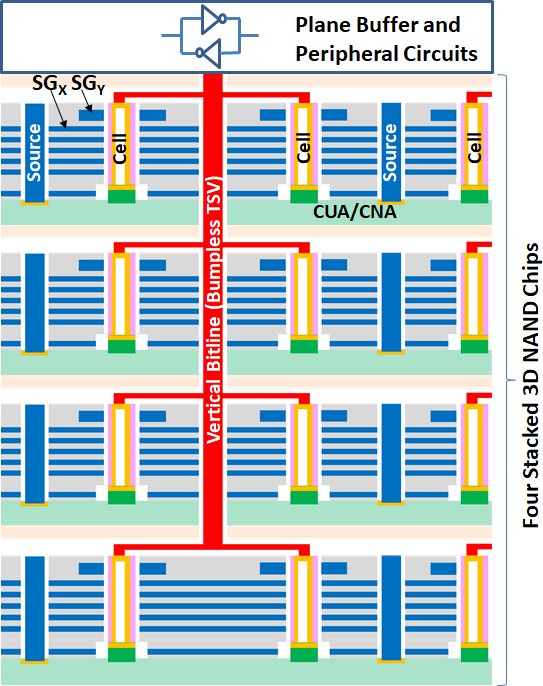 Plane Buffer and
Peripheral Circuits
SGX SGY
Source
Cell
Cell
Source
Cell
CUA/CNA
Vertical Bitline (Bumpless TSV)
Four Stacked 3D NAND Chips